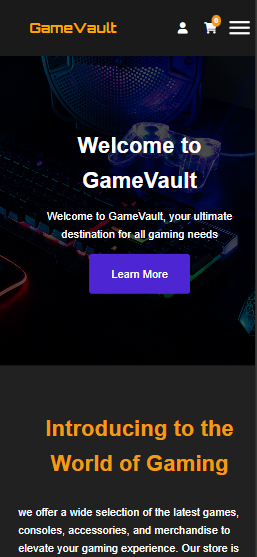 GameVault
0
Welcome to
GameVault
Welcome to GameVault, your ultimate
destination for all gaming needs
Learn More
Introducing to the
World of Gaming
we offer a wide selection of the latest games,
consoles, accessories, and merchandise to
elevate your gaming experience. Our store is